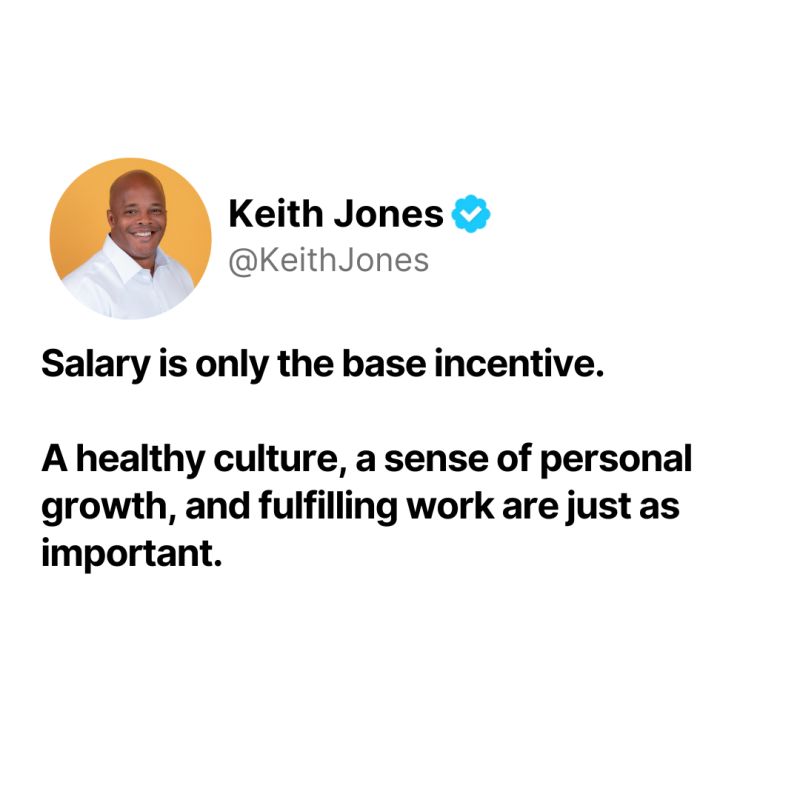 Keith Jones
@KeithJones
Salary is only the base incentive.
A healthy culture, a sense of personal
growth, and fulfilling work are just as
important.